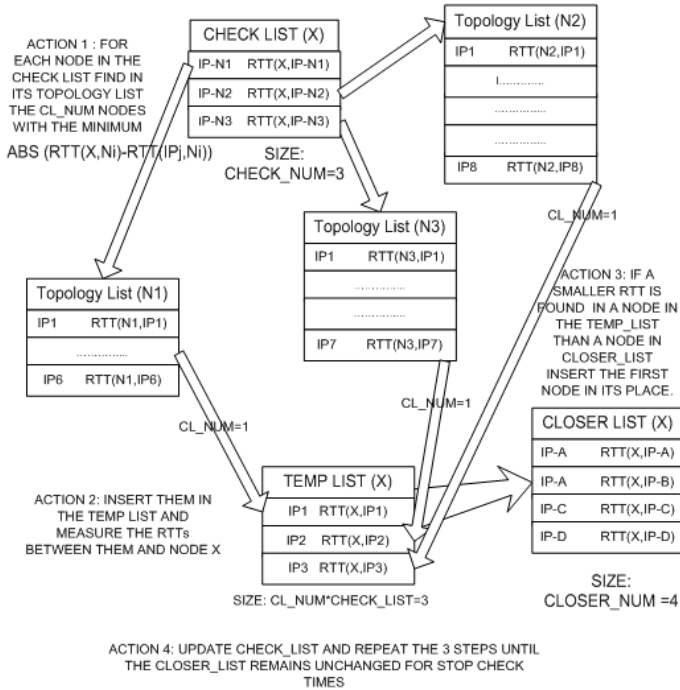 ACTION 1 : FOR
EACH NODE IN THE
CHECK LIST FIND IN
ITS TOPOLOGY LIST
THE CL_NUM NODES
WITH THE MINIMUM
ABS (RTT(X,Ni)-RTT(IPj,Ni))
CHECK LIST (X)
IP-N1 RTT(X,IP-N1)
IP-N2 RTT(X,IP-N2)
IP-N3 RTT(X,IP-N3)
SIZE:
CHECK_NUM=3
Topology List (N2)
IP1 RTT(N2,IP1)
I.............
..............
..............
IP8 RTT(N2,IP8)
CL_NUM=1
Topology List (N3)
IP1 RTT(N3,IP1)
..............
..............
IP7 RTT(N3,IP7)
CL_NUM=1
Topology List (N1)
IP1 RTT(N1,IP1)
..............
IP6 RTT(N1,IP6)
CL_NUM=1
ACTION 3: IF A
SMALLER RTT IS
FOUND IN A NODE IN
THE TEMP_LIST
THAN A NODE IN
CLOSER_LIST
INSERT THE FIRST
NODE IN ITS PLACE.
CLOSER LIST (X)
IP-A RTT(X,IP-A)
IP-A RTT(X,IP-B)
IP-C RTT(X,IP-C)
IP-D RTT(X,IP-D)
SIZE:
CLOSER_NUM =4
ACTION 2: INSERT THEM IN
THE TEMP LIST AND
MEASURE THE RTTs
BETWEEN THEM AND NODE X
TEMP LIST (X)
IP1 RTT(X,IP1)
IP2 RTT(X,IP2)
IP3 RTT(X,IP3)
SIZE: CL_NUM*CHECK_LIST=3
ACTION 4: UPDATE CHECK_LIST AND REPEAT THE 3 STEPS UNTIL
THE CLOSER_LIST REMAINS UNCHANGED FOR STOP CHECK
TIMES